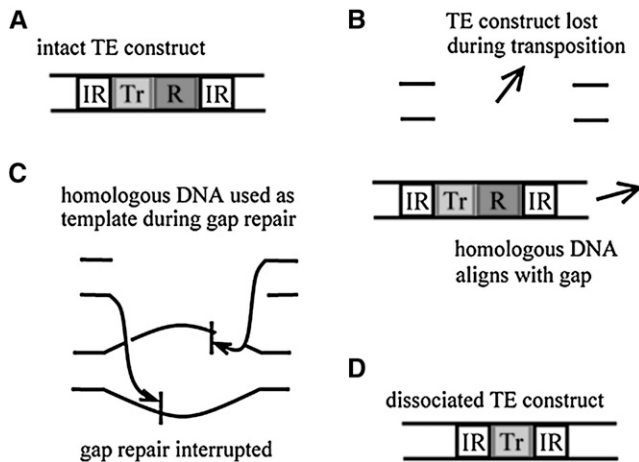 A
intact TE construct
IR Tr R IR
B
TE construct lost
during transposition
IR Tr R IR
homologous DNA
aligns with gap
C
homologous DNA used as
template during gap repair
gap repair interrupted
D
dissociated TE construct
IR Tr IR